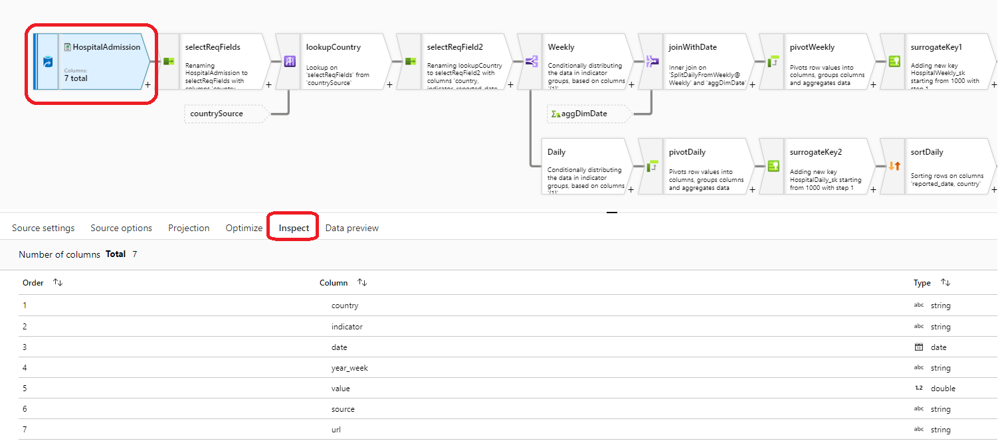 HospitalAdmission
Columns:
7 total
+
selectReqFields
Renaming
HospitalAdmission to
selectReqFields with
columns 'country,
+
lookupCountry
Lookup on
'selectReqFields' from
'countrySource'
+
selectReqField2
Renaming lookupCountry
to selectReqField2 with
columns 'country,
indicator, reported_date,
+
Weekly
Conditionally distributing
the data in indicator
groups, based on columns
'{1}'
+
joinWithDate
Inner join on
'SplitDailyFromWeekly@
Weekly' and 'aggDimDate'
+
pivotWeekly
Pivots row values into
columns, groups columns
and aggregates data
+
surrogateKey1
Adding new key
HospitalWeekly_sk
starting from 1000 with
step 1
+
countrySource
aggDimDate
Daily
Conditionally distributing
the data in indicator
groups, based on columns
'{1}'
+
pivotDaily
Pivots row values into
columns, groups columns
and aggregates data
+
surrogateKey2
Adding new key
HospitalDaily_sk starting
from 1000 with step 1
+
sortDaily
Sorting rows on columns
'reported_date, country'
+
Source settings Source options Projection Optimize Inspect Data preview
Number of columns Total 7
Order Column Type
1 country abc string
2 indicator abc string
3 date 12 date
4 year_week abc string
5 value 1.2 double
6 source abc string
7 url abc string